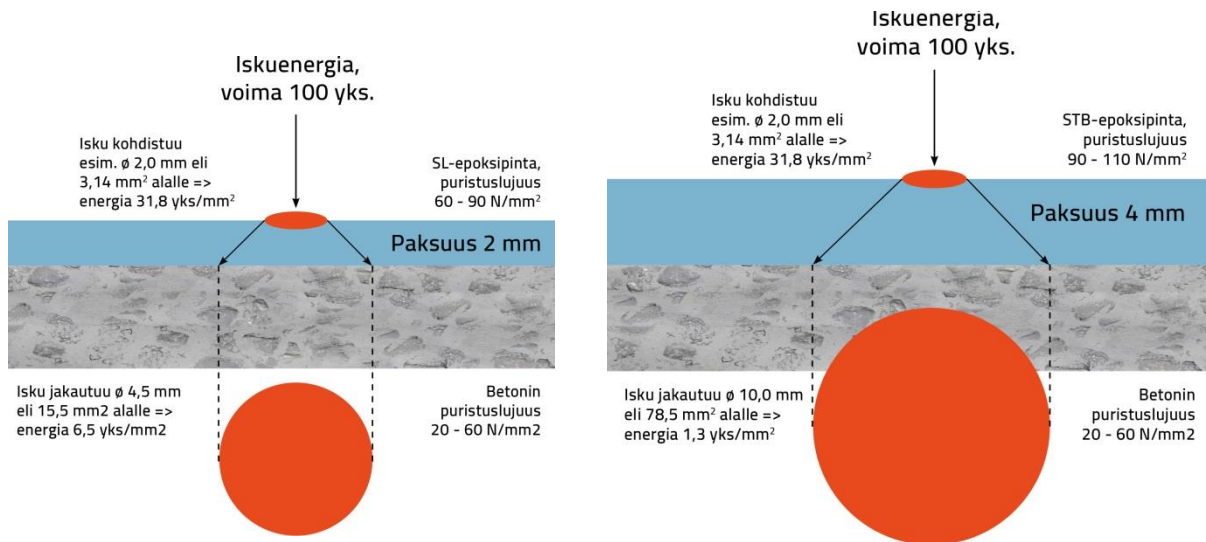 Iskuenergia,
voima 100 yks.
Isku kohdistuu
esim. ø 2,0 mm eli
3,14 mm² alalle =>
energia 31,8 yks/mm²
SL-epoksipinta,
puristuslujuus
60 - 90 N/mm²
Paksuus 2 mm
Isku jakautuu ø 4,5 mm
eli 15,5 mm2 alalle =>
energia 6,5 yks/mm2
Betonin
puristuslujuus
20 - 60 N/mm2
Iskuenergia,
voima 100 yks.
Isku kohdistuu
esim. ø 2,0 mm eli
3,14 mm² alalle =>
energia 31,8 yks/mm²
STB-epoksipinta,
puristuslujuus
90 - 110 N/mm²
Paksuus 4 mm
Isku jakautuu ø 10,0 mm
eli 78,5 mm² alalle =>
energia 1,3 yks/mm²
Betonin
puristuslujuus
20 - 60 N/mm2